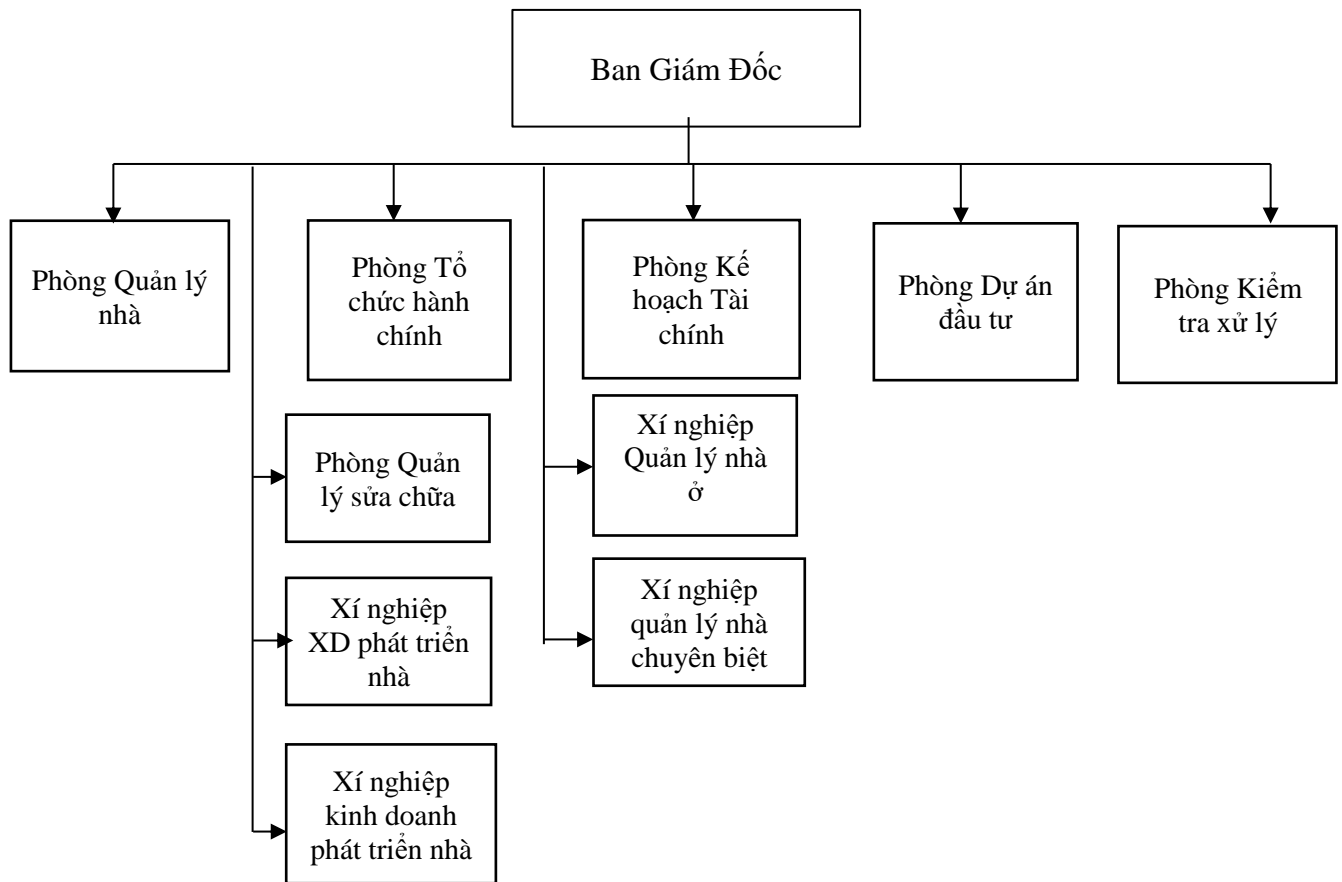 Ban Giám Đốc
Phòng Quản lý
nhà
Phòng Tổ
chức hành
chính
Phòng Kế
hoạch Tài
chính
Phòng Dự án
đầu tư
Phòng Kiểm
tra xử lý
Phòng Quản
lý sửa chữa
Xí nghiệp
Quản lý nhà
ở
Xí nghiệp
XD phát triển
nhà
Xí nghiệp
quản lý nhà
chuyên biệt
Xí nghiệp
kinh doanh
phát triển nhà